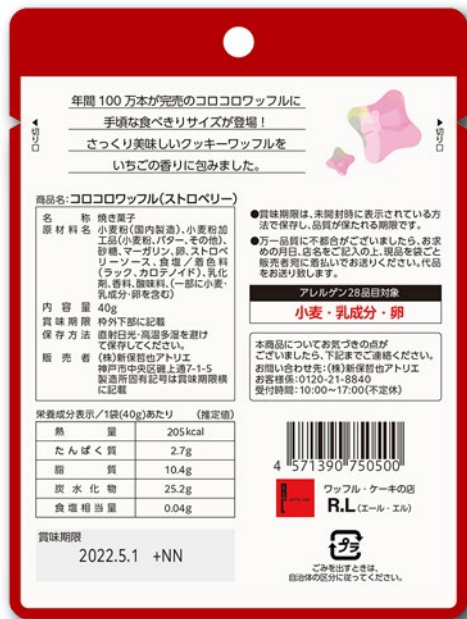 年間100万本が完売のコロコロワッフルに
手頃な食べきりサイズが登場！
さっくり美味しいクッキーワッフルを
いちごの香りに包みました。
◀切り口
▶切り口
商品名：コロコロワッフル（ストロベリー）
名称 焼き菓子
原材料名 小麦粉（国内製造）、小麦粉加
工品（小麦粉、バター、その他）、
砂糖、マーガリン、卵、ストロベ
リーソース、食塩／着色料
（ラック、カロテノイド）、乳化
剤、香料、酸味料、（一部に小麦・
乳成分・卵を含む）
内容量 40g
賞味期限 枠外下部に記載
保存方法 直射日光・高温多湿を避け
て保存してください。
販売者 （株）新保哲也アトリエ
神戸市中央区磯上通7-1-5
製造所固有記号は賞味期限横
に記載
栄養成分表示／1袋（40g）あたり （推定値）
熱量 205kcal
たんぱく質 2.7g
脂質 10.4g
炭水化物 25.2g
食塩相当量 0.04g
賞味期限
2022.5.1 +NN
●賞味期限は、未開封時に表示されている方
法で保存し、品質が保たれる期限です。
●万一品質に不都合がございましたら、お求
めの月日、店名をご記入の上、現品を袋ごと
販売者宛に着払いでお送りください。代品
をお送り致します。
アレルゲン28品目対象
小麦・乳成分・卵
本商品についてお気づきの点が
ございましたら、下記までご連絡ください。
お問い合わせ先：（株）新保哲也アトリエ
お客様係：0120-21-8840
受付時間：10:00～17:00（不定休）
4 571390 750500
ワッフル・ケーキの店
R.L（エール・エル）
プラ
ごみを出すときは、
自治体の区分に従ってください。